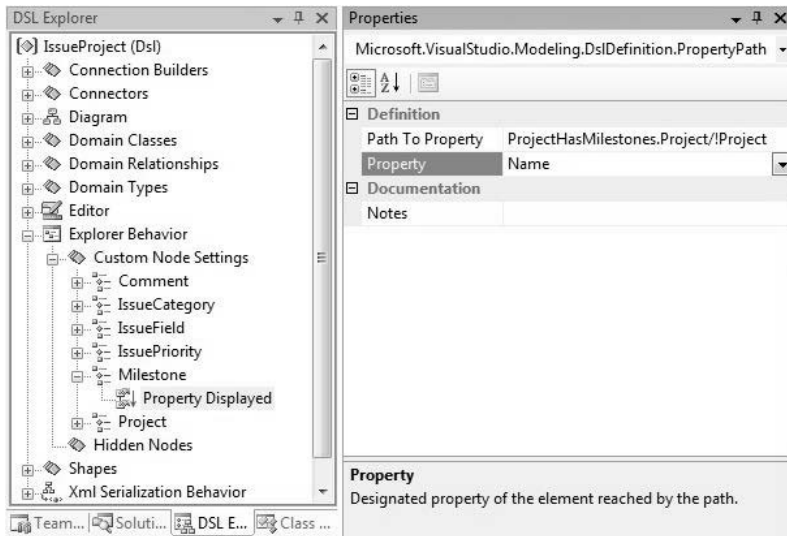 DSL Explorer
IssueProject (Dsl)
Connection Builders
Connectors
Diagram
Domain Classes
Domain Relationships
Domain Types
Editor
Explorer Behavior
Custom Node Settings
Comment
IssueCategory
IssueField
IssuePriority
Milestone
Property Displayed
Project
Hidden Nodes
Shapes
Xml Serialization Behavior
Team... Soluti... DSL E... Class ...
Properties
Microsoft.VisualStudio.Modeling.DslDefinition.PropertyPath
Definition
Path To Property ProjectHasMilestones.Project/!Project
Property Name
Documentation
Notes
Property
Designated property of the element reached by the path.